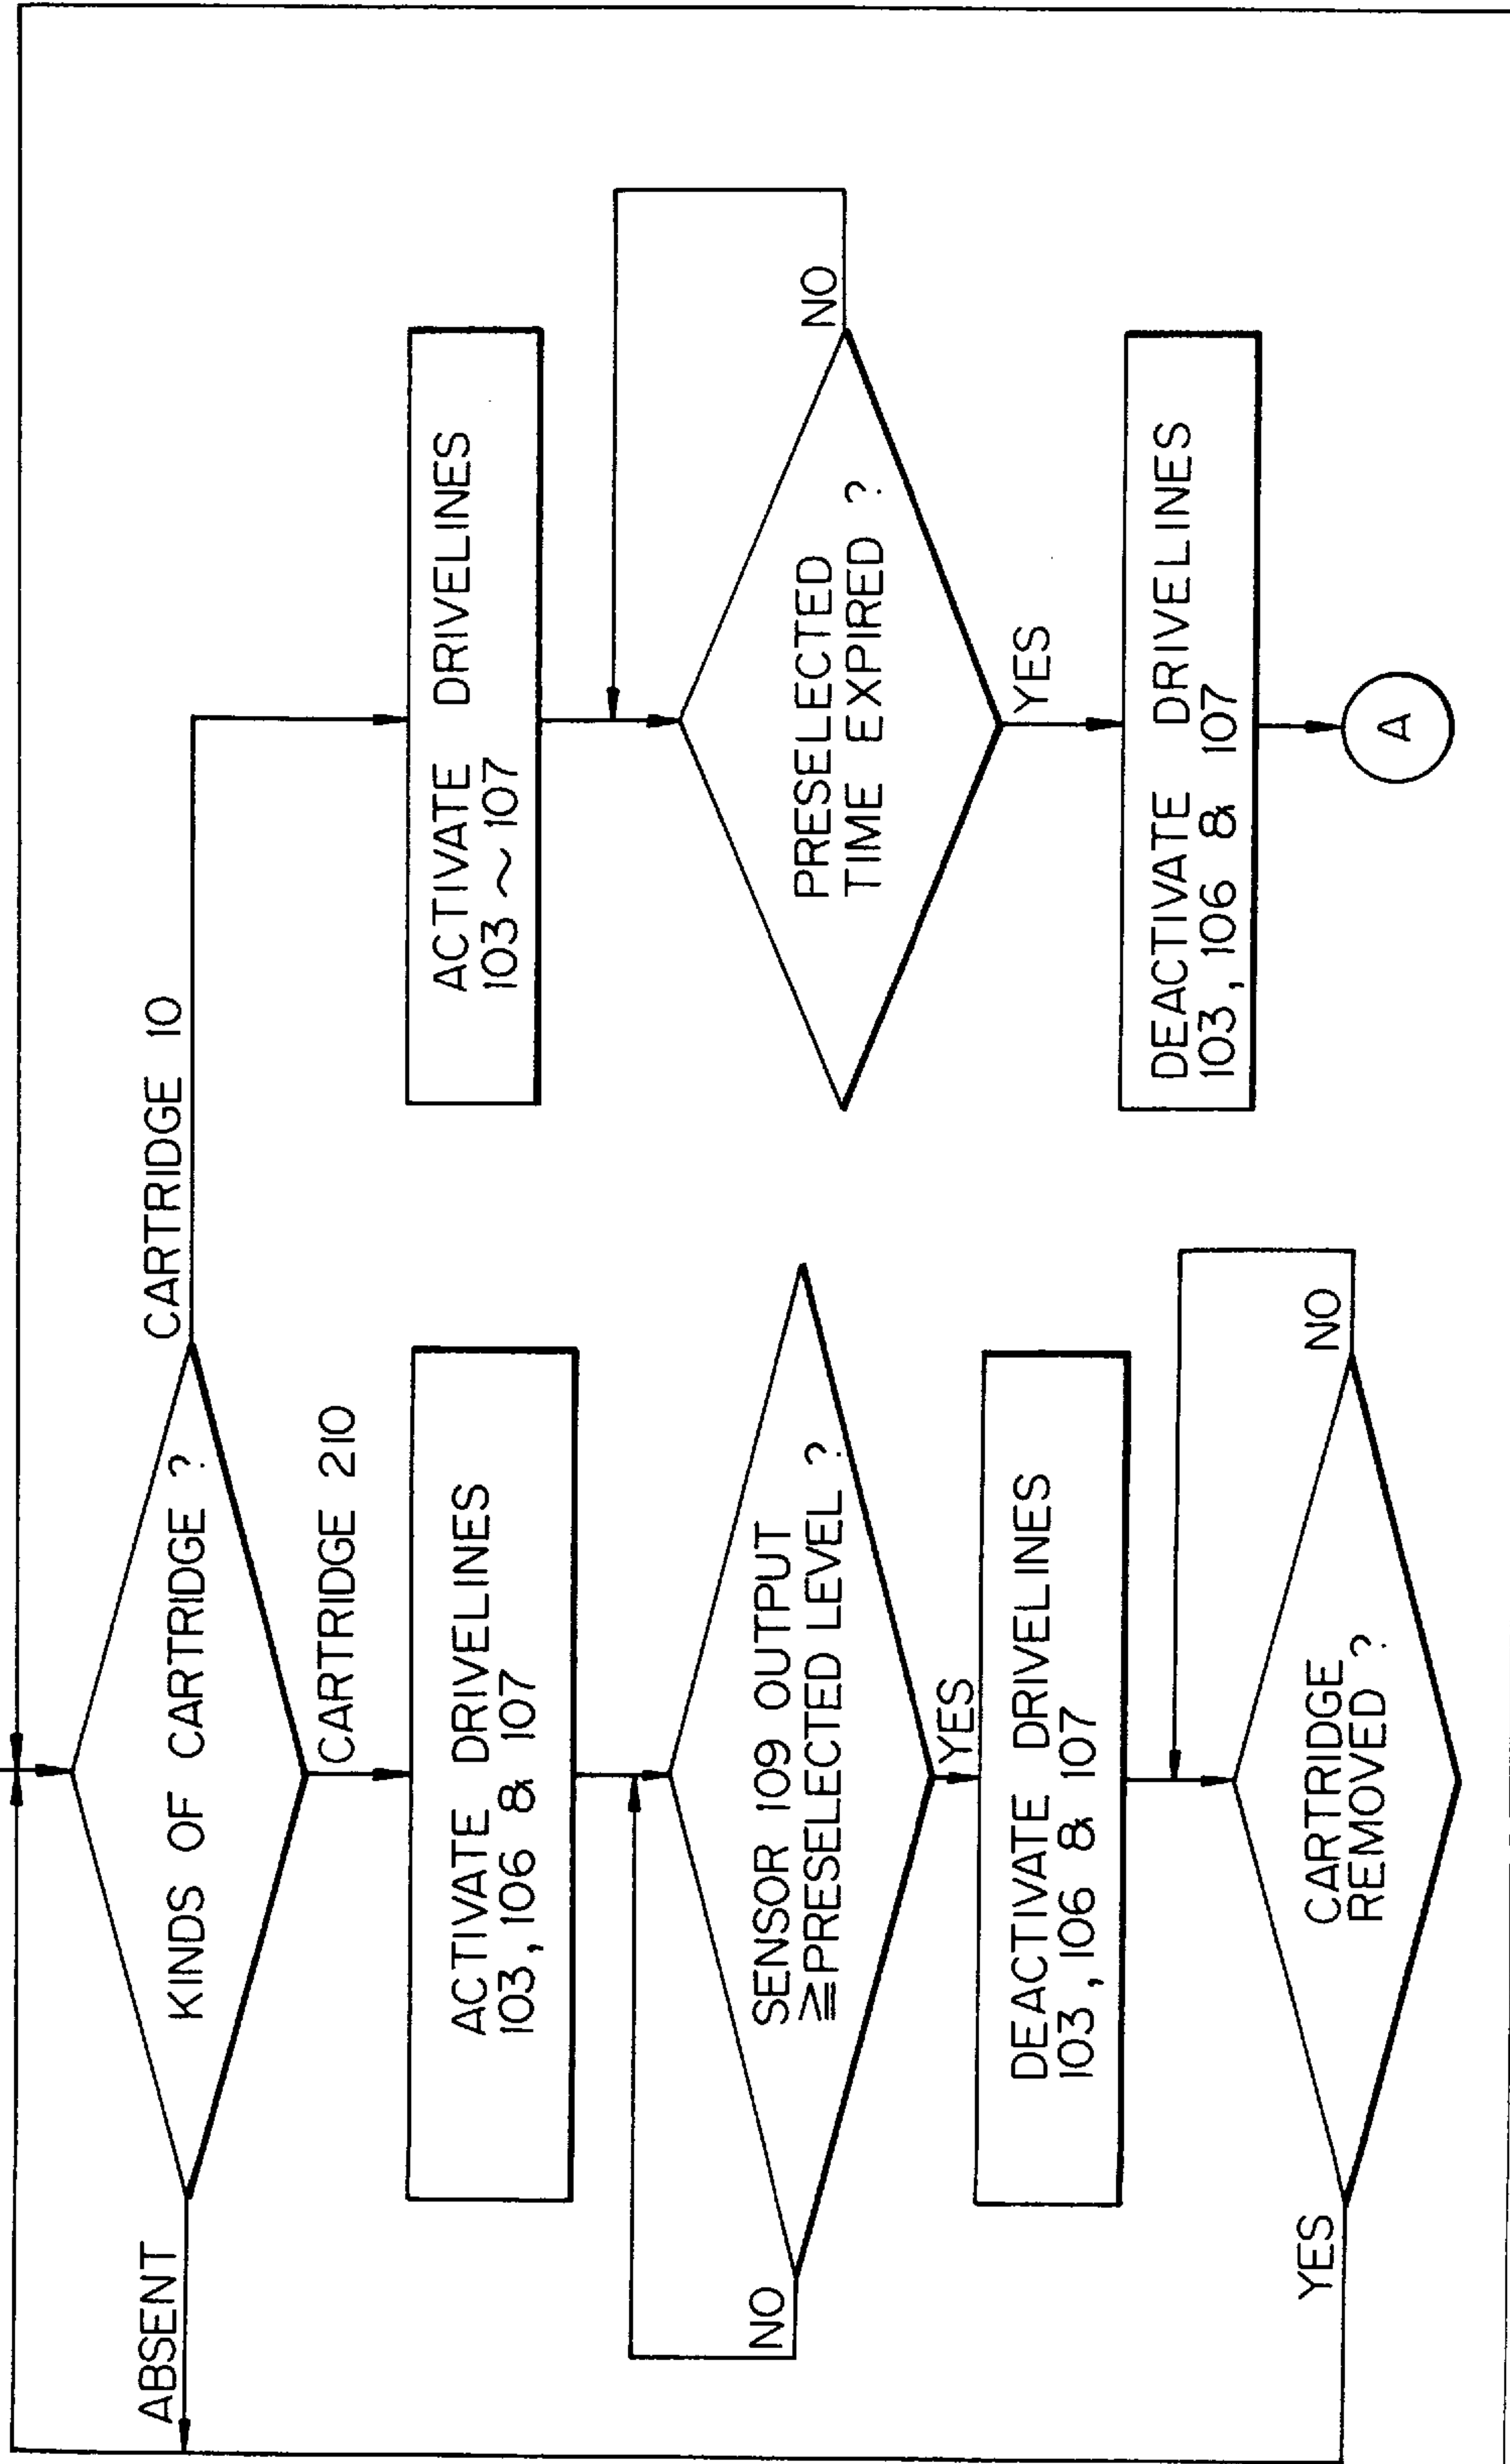 KINDS OF CARTRIDGE ?
ABSENT
CARTRIDGE 10
CARTRIDGE 210
ACTIVATE DRIVELINES
103, 106 & 107
SENSOR 109 OUTPUT
≧PRESELECTED LEVEL ?
NO
YES
DEACTIVATE DRIVELINES
103, 106 & 107
CARTRIDGE
REMOVED ?
YES
NO
ACTIVATE DRIVELINES
103~107
PRESELECTED
TIME EXPIRED ?
NO
YES
DEACTIVATE DRIVELINES
103, 106 & 107
A